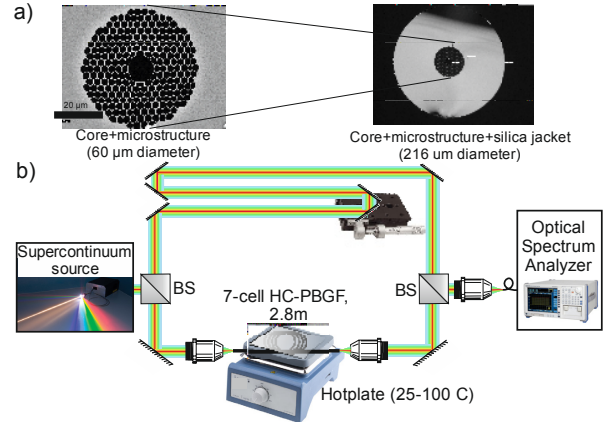 a)
20 μm
Core+microstructure
(60 μm diameter)
Core+microstructure+silica jacket
(216 um diameter)
b)
Supercontinuum
source
BS
7-cell HC-PBGF,
2.8m
BS
Optical
Spectrum
Analyzer
Hotplate (25-100 C)